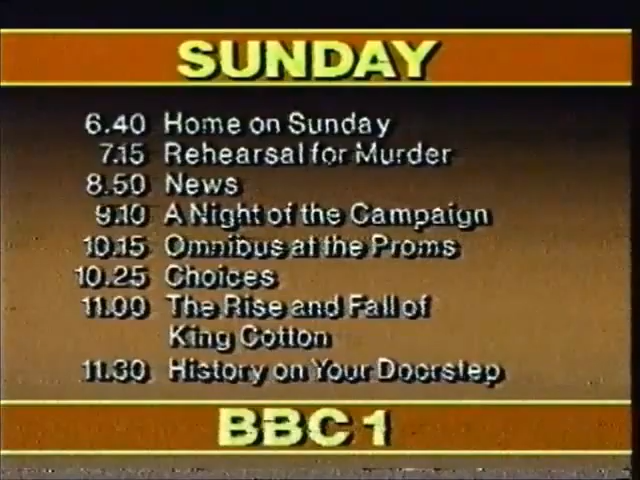 SUNDAY
6.40 Home on Sunday
7.15 Rehearsal for Murder
8.50 News
9.10 A Night of the Campaign
10.15 Omnibus at the Proms
10.25 Choices
11.00 The Rise and Fall of
King Cotton
11.30 History on Your Doorstep
BBC 1